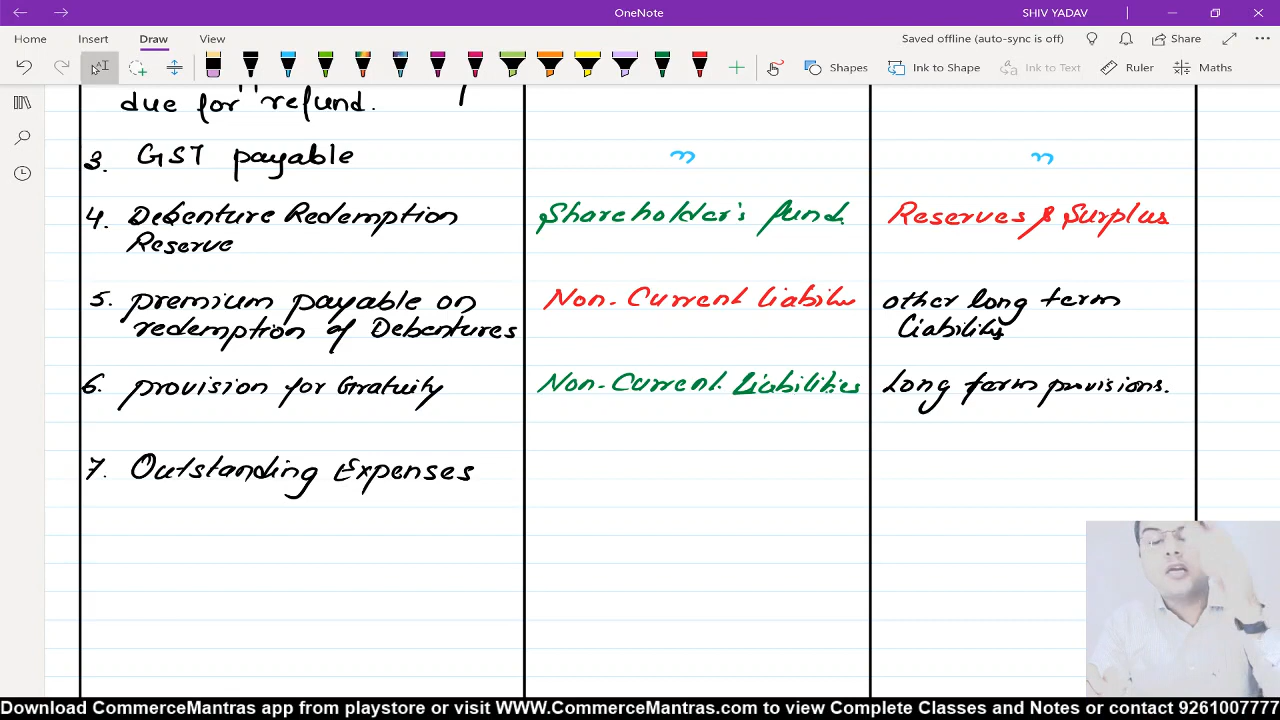 OneNote
SHIV YADAV
Home Insert Draw View
Saved offline (auto-sync is off)
Share
Shapes
Ink to Shape
Ink to Text
Ruler
Maths
due for refund.
3. GST payable " "
4. Debenture Redemption Shareholder's fund. Reserves & Surplus
Reserve
5. premium payable on Non-Current Liabilitie other long term
redemption of Debentures Liability
6. provision for Gratuity Non-Current Liabilities Long term provisions.
7. Outstanding Expenses
Download CommerceMantras app from playstore or visit WWW.CommerceMantras.com to view Complete Classes and Notes or contact 9261007777